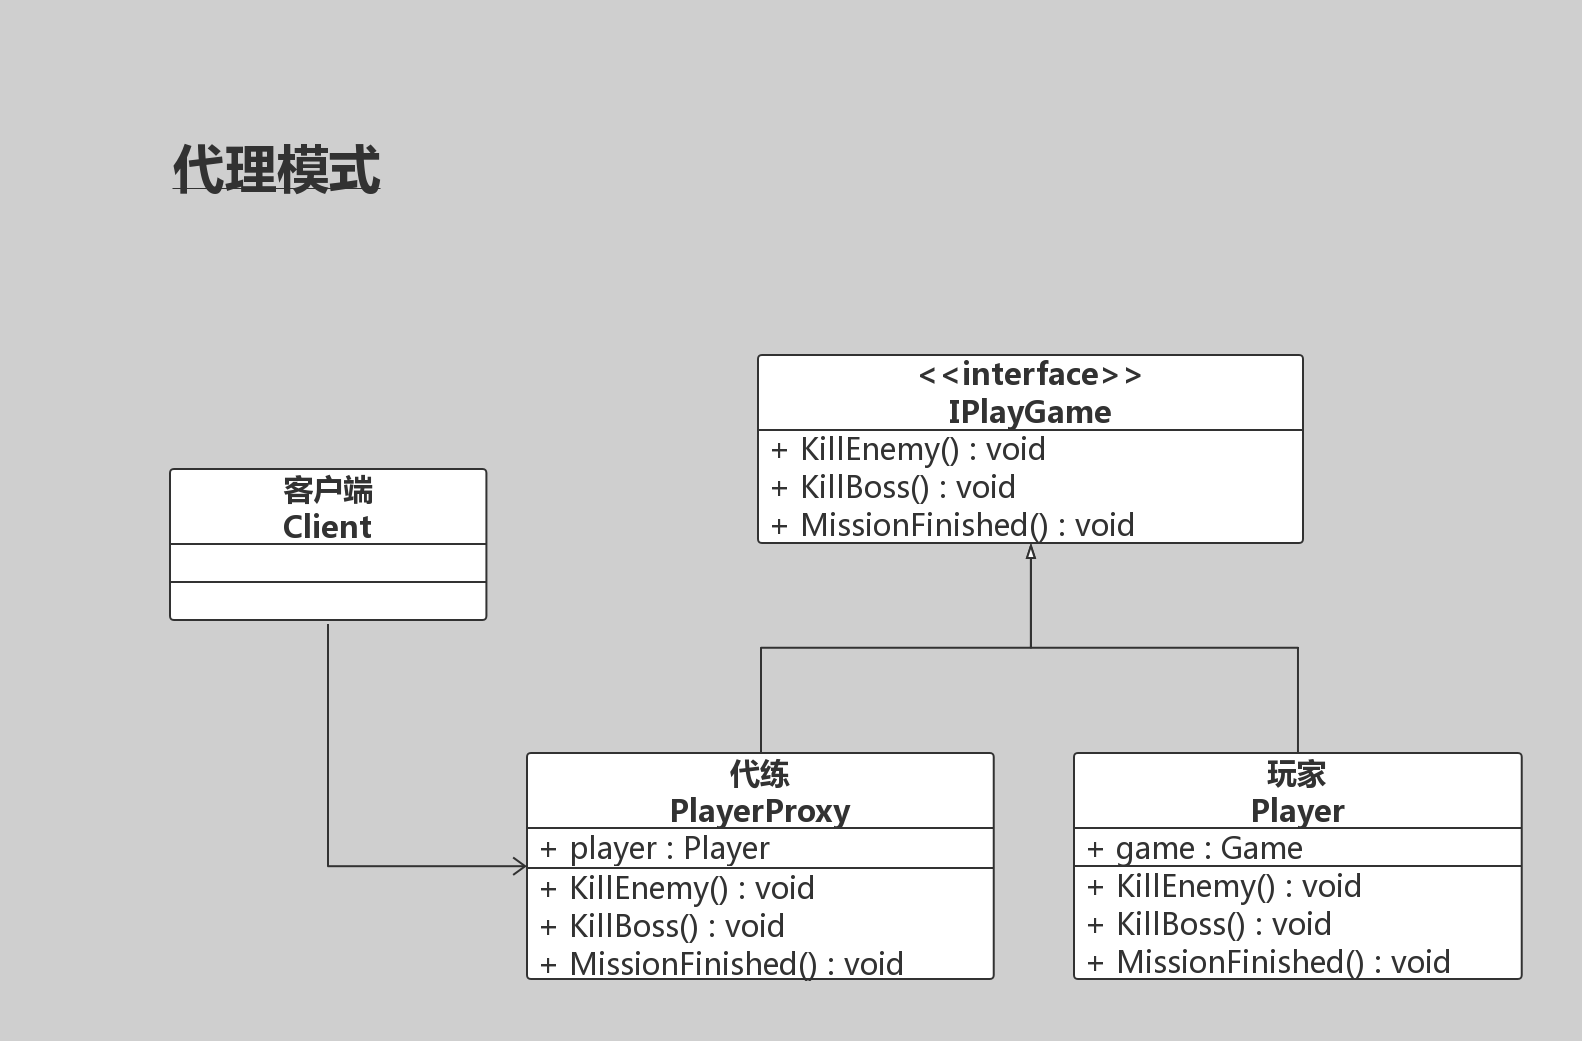 代理模式
<<interface>>
IPlayGame
+ KillEnemy() : void
+ KillBoss() : void
+ MissionFinished() : void
客户端
Client
代练
PlayerProxy
+ player : Player
+ KillEnemy() : void
+ KillBoss() : void
+ MissionFinished() : void
玩家
Player
+ game : Game
+ KillEnemy() : void
+ KillBoss() : void
+ MissionFinished() : void